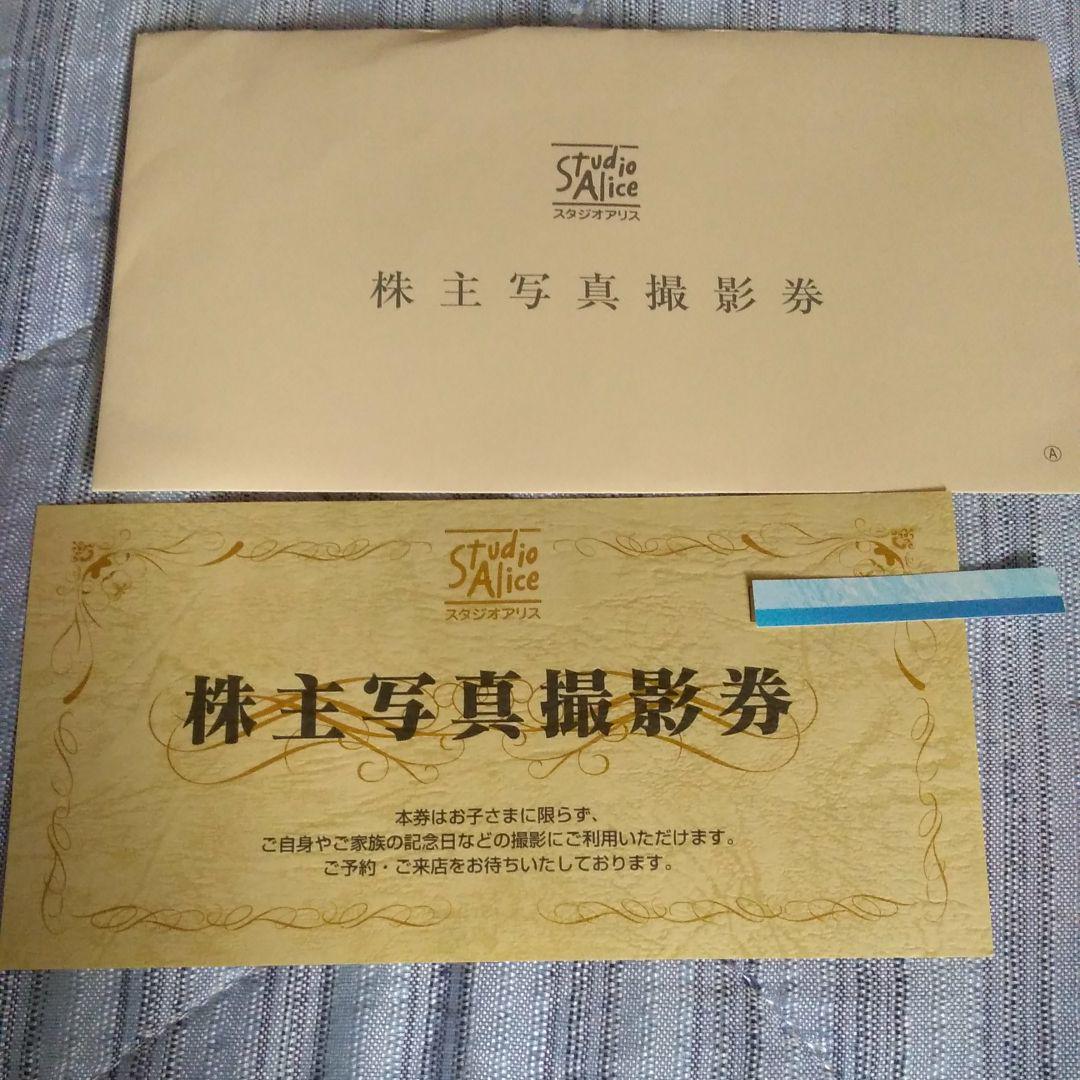 Studio
Alice
スタジオアリス
株主写真撮影券
Ⓐ
Studio
Alice
スタジオアリス
株主写真撮影券
本券はお子さまに限らず、
ご自身やご家族の記念日などの撮影にご利用いただけます。
ご予約・ご来店をお待ちいたしております。